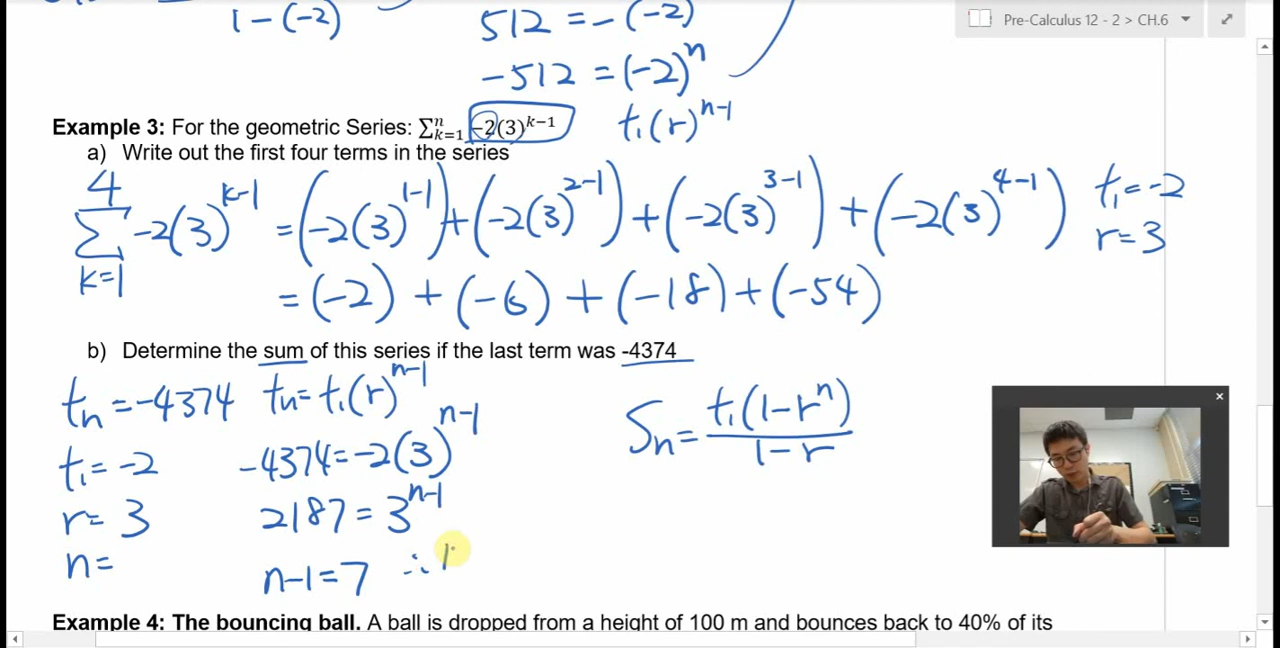 Pre-Calculus 12 - 2 > CH.6
1-(-2)
512 = -(-2)
-512 = (-2)^n
Example 3: For the geometric Series: ∑_{k=1}^{n} -2(3)^{k-1}
t₁(r)^{n-1}
a) Write out the first four terms in the series
∑_{k=1}^{4} -2(3)^{k-1} = (-2(3)^{1-1}) + (-2(3)^{2-1}) + (-2(3)^{3-1}) + (-2(3)^{4-1})
t₁ = -2
r = 3
= (-2) + (-6) + (-18) + (-54)
b) Determine the sum of this series if the last term was -4374
tₙ = -4374
t₁ = -2
r = 3
n =
tₙ = t₁(r)^{n-1}
-4374 = -2(3)^{n-1}
2187 = 3^{n-1}
n-1 = 7 ∴
Sₙ = t₁(1-r^n) / 1-r
Example 4: The bouncing ball. A ball is dropped from a height of 100 m and bounces back to 40% of its